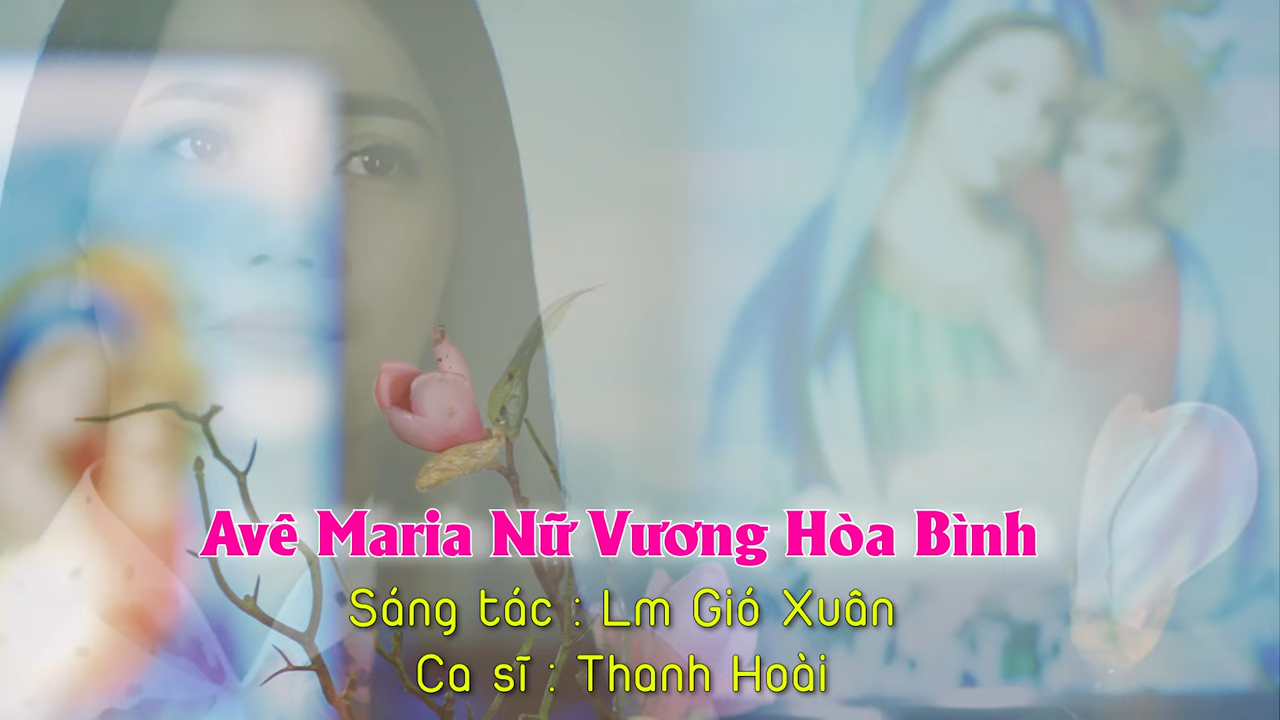 Avê Maria Nữ Vương Hòa Bình
Sáng tác : Lm Gió Xuân
Ca sĩ : Thanh Hoài